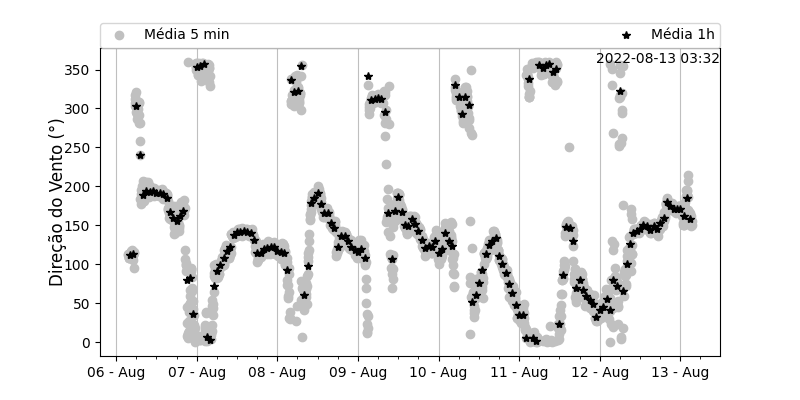 Média 5 min
Média 1h
2022-08-13 03:32
Direção do Vento (°)
350
300
250
200
150
100
50
0
06 - Aug
07 - Aug
08 - Aug
09 - Aug
10 - Aug
11 - Aug
12 - Aug
13 - Aug